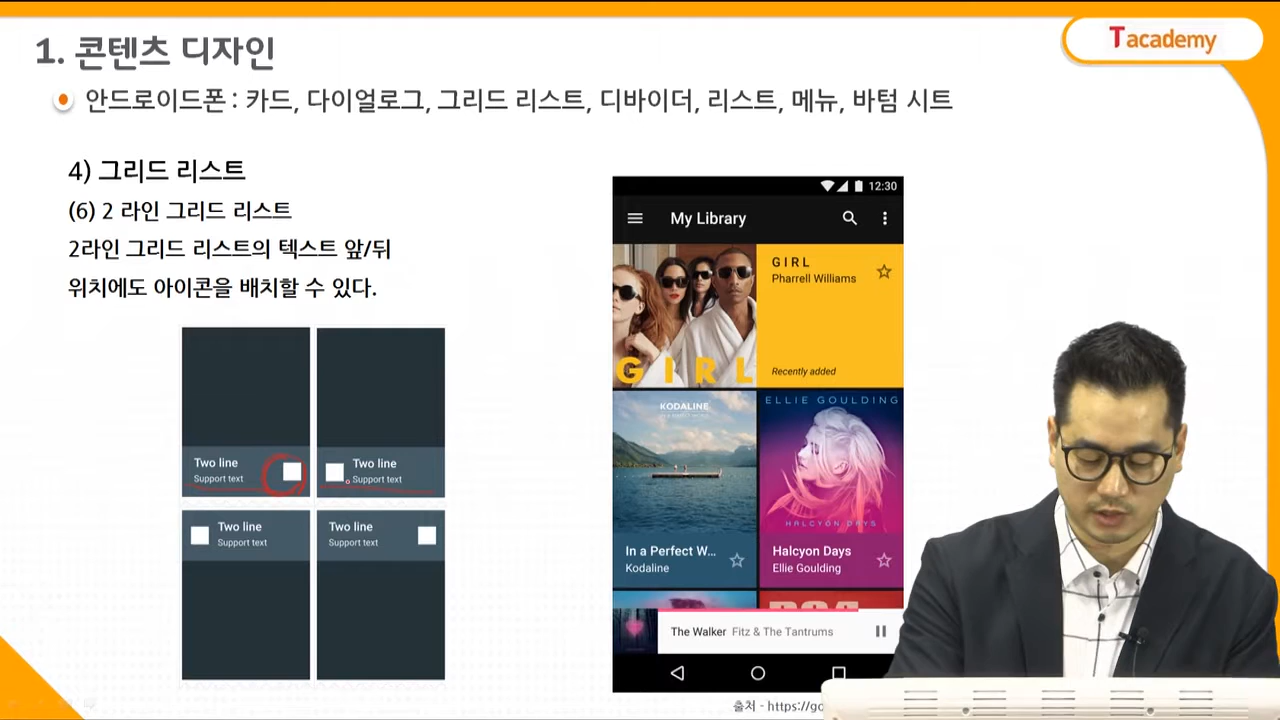 1. 콘텐츠 디자인
Tacademy
안드로이드폰 : 카드, 다이얼로그, 그리드 리스트, 디바이더, 리스트, 메뉴, 바텀 시트
4) 그리드 리스트
(6) 2 라인 그리드 리스트
2라인 그리드 리스트의 텍스트 앞/뒤
위치에도 아이콘을 배치할 수 있다.
Two line
Support text
Two line
Support text
Two line
Support text
Two line
Support text
12:30
My Library
GIRL
GIRL
Pharrell Williams
Recently added
KODALINE
In a Perfect W...
Kodaline
ELLIE GOULDING
HALCYON DAYS
Halcyon Days
Ellie Goulding
The Walker Fitz & The Tantrums
출처 - https://go